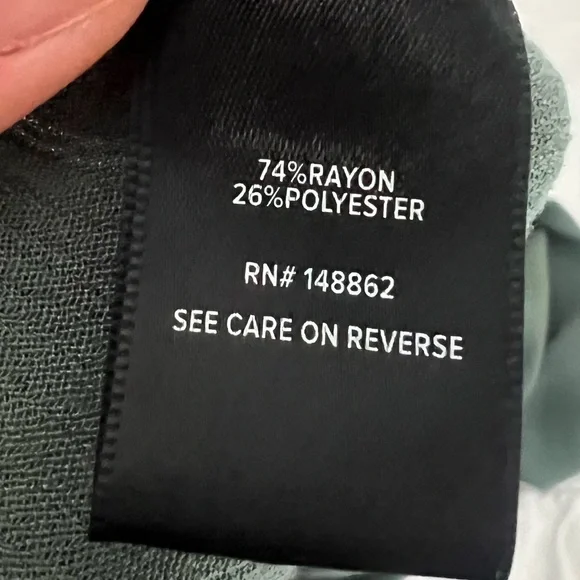 74%RAYON
26%POLYESTER
RN# 148862
SEE CARE ON REVERSE